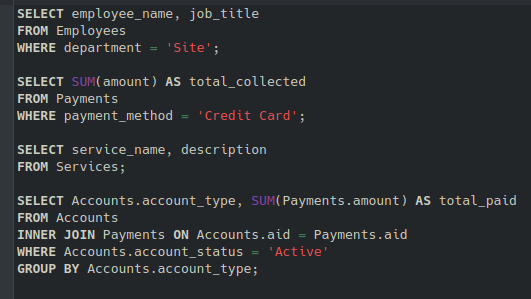 SELECT employee_name, job_title
FROM Employees
WHERE department = 'Site';
SELECT SUM(amount) AS total_collected
FROM Payments
WHERE payment_method = 'Credit Card';
SELECT service_name, description
FROM Services;
SELECT Accounts.account_type, SUM(Payments.amount) AS total_paid
FROM Accounts
INNER JOIN Payments ON Accounts.aid = Payments.aid
WHERE Accounts.account_status = 'Active'
GROUP BY Accounts.account_type;